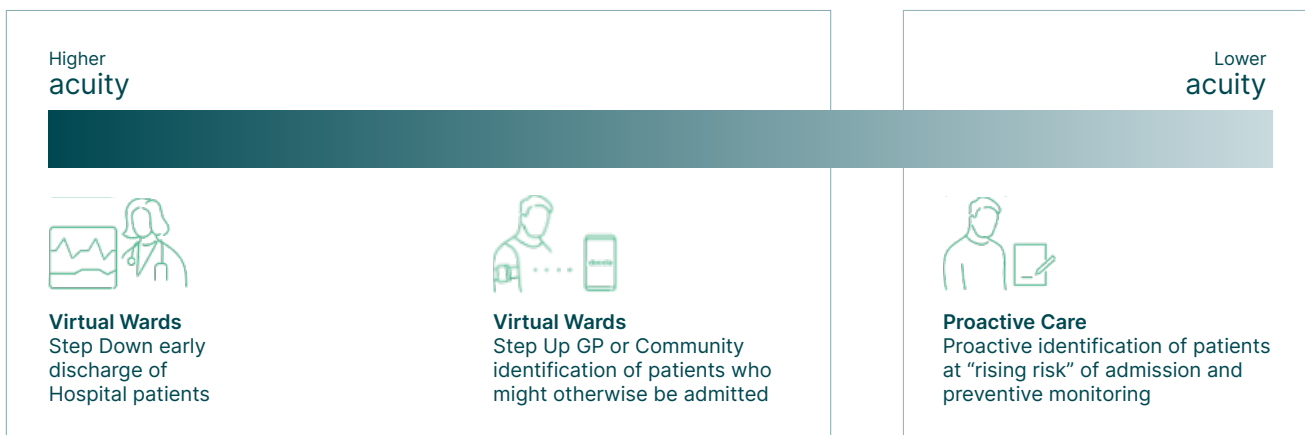 Higher
acuity
Lower
acuity
Virtual Wards
Step Down early
discharge of
Hospital patients
Virtual Wards
Step Up GP or Community
identification of patients who
might otherwise be admitted
Proactive Care
Proactive identification of patients
at “rising risk” of admission and
preventive monitoring